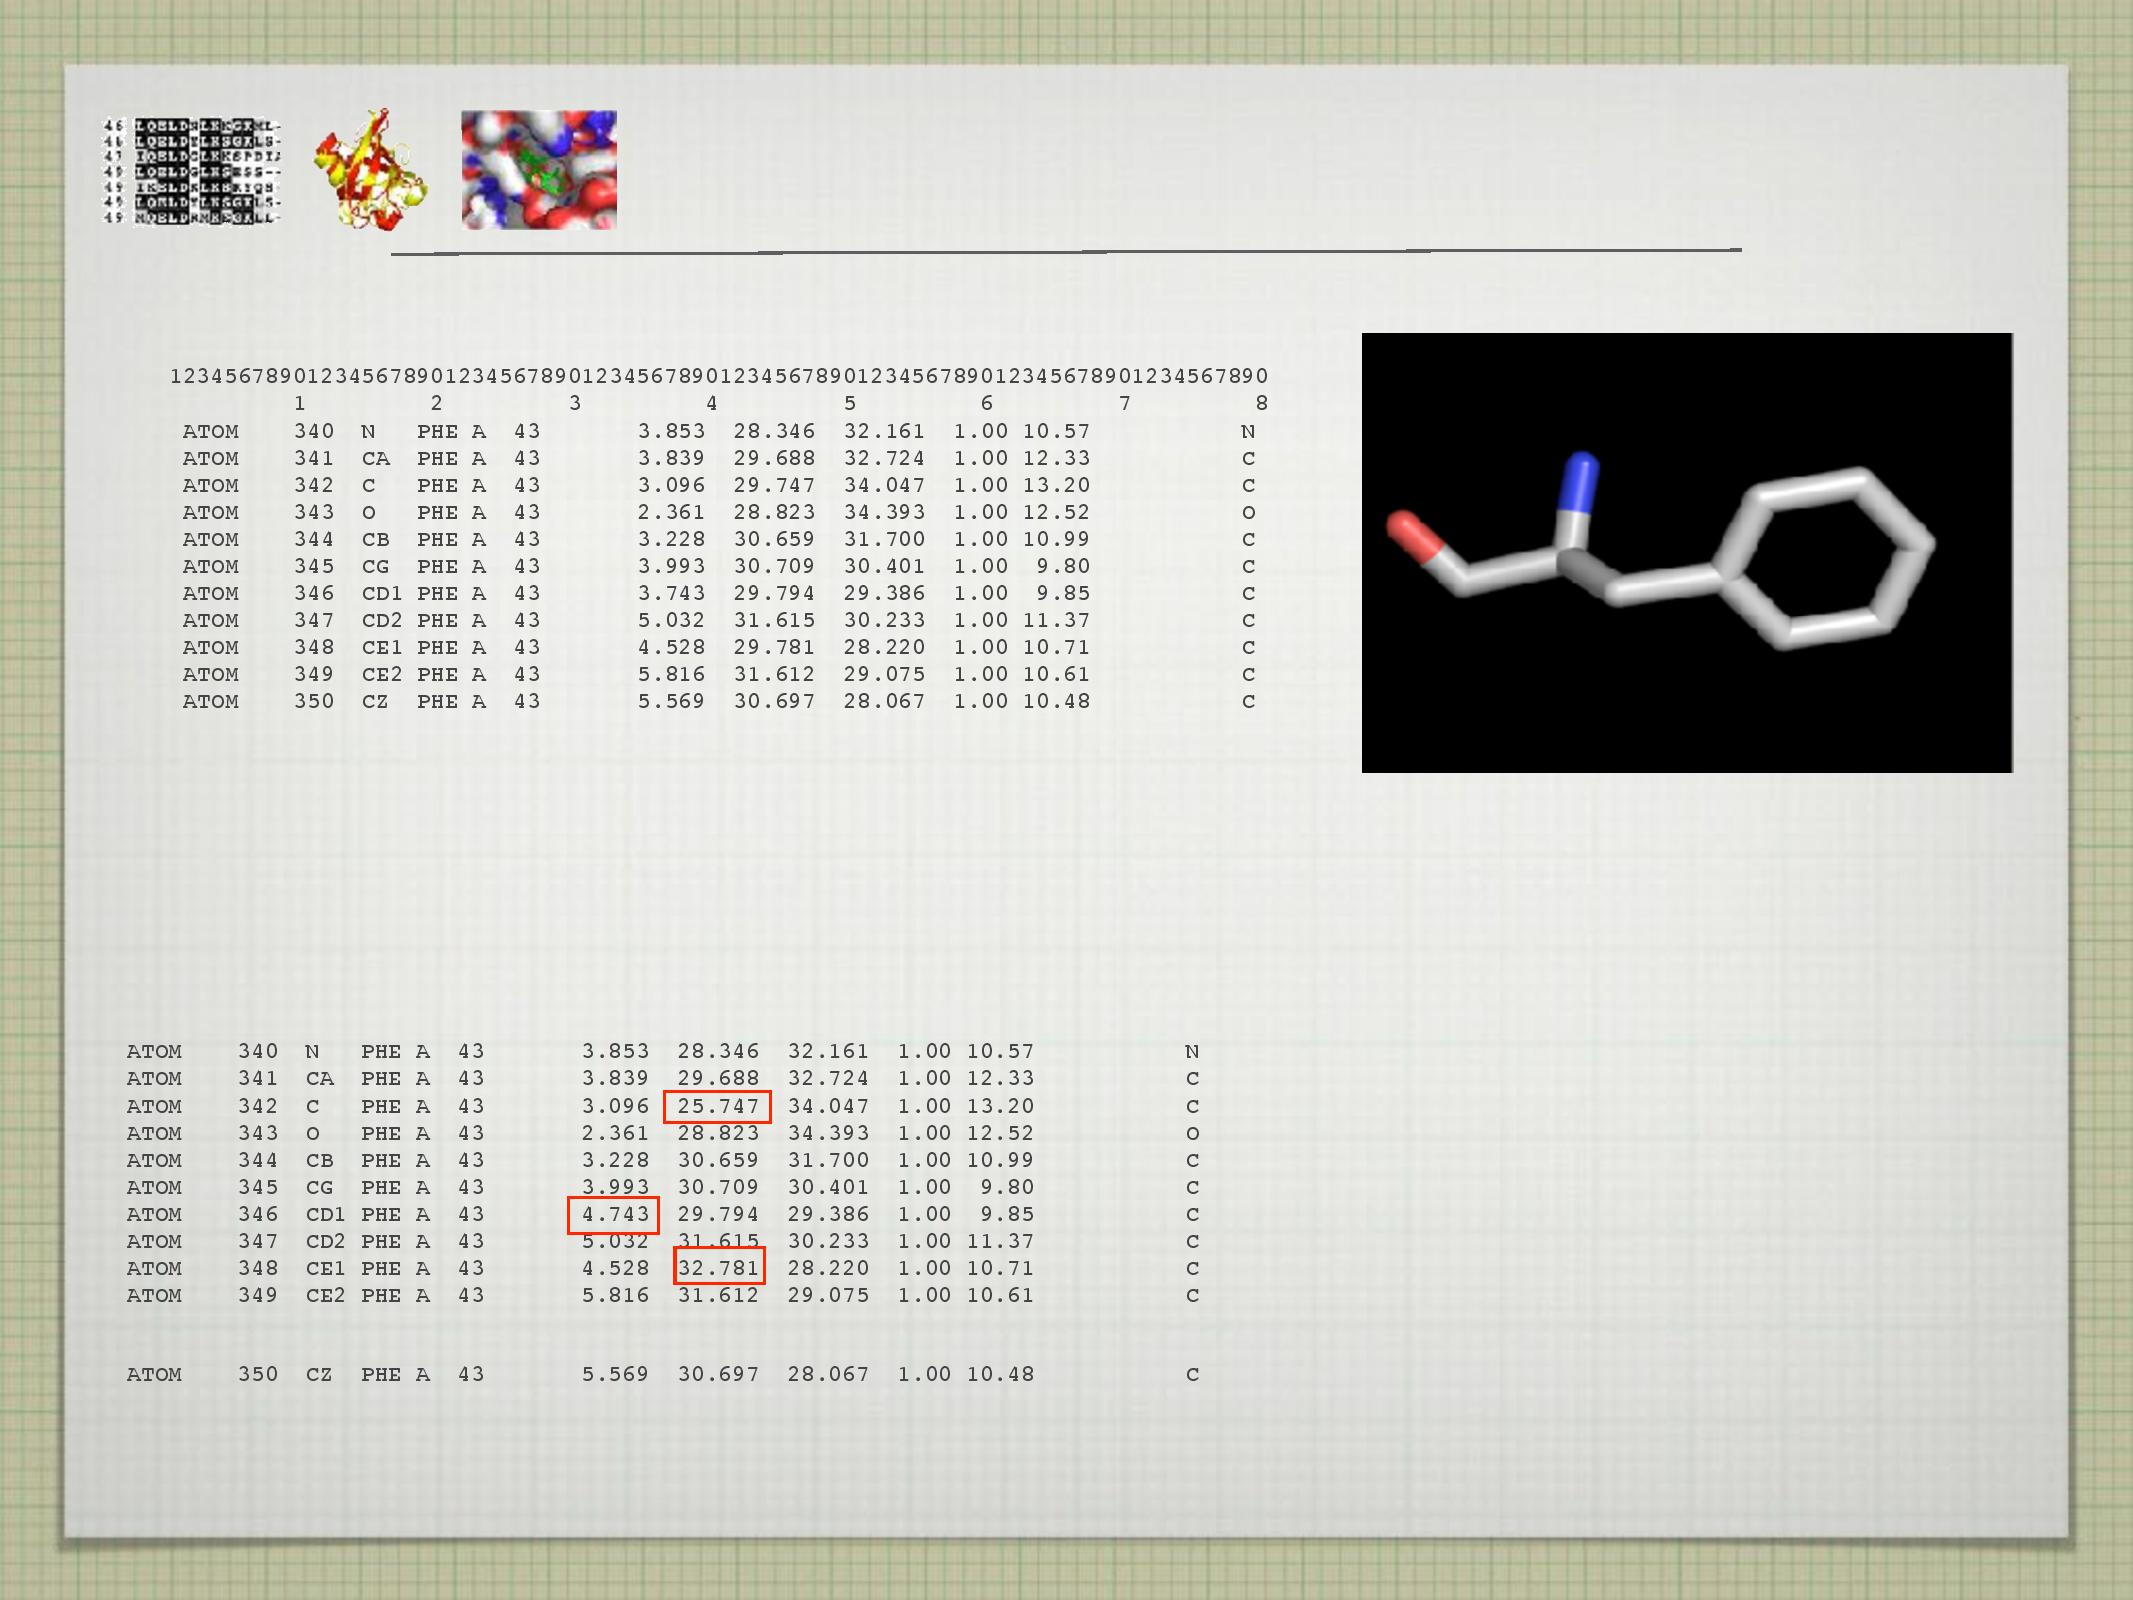 46 LQELD LK GK L-
46 LQELD LKSGKLS-
47 IQELDGLKKSPDI
49 LQELDGLKSESS--
49 IKELDKLK
49 LQELD LKSGKLS-
49 QELD
12345678901234567890123456789012345678901234567890123456789012345678901234567890
1 2 3 4 5 6 7 8
ATOM 340 N PHE A 43 3.853 28.346 32.161 1.00 10.57 N
ATOM 341 CA PHE A 43 3.839 29.688 32.724 1.00 12.33 C
ATOM 342 C PHE A 43 3.096 29.747 34.047 1.00 13.20 C
ATOM 343 O PHE A 43 2.361 28.823 34.393 1.00 12.52 O
ATOM 344 CB PHE A 43 3.228 30.659 31.700 1.00 10.99 C
ATOM 345 CG PHE A 43 3.993 30.709 30.401 1.00 9.80 C
ATOM 346 CD1 PHE A 43 3.743 29.794 29.386 1.00 9.85 C
ATOM 347 CD2 PHE A 43 5.032 31.615 30.233 1.00 11.37 C
ATOM 348 CE1 PHE A 43 4.528 29.781 28.220 1.00 10.71 C
ATOM 349 CE2 PHE A 43 5.816 31.612 29.075 1.00 10.61 C
ATOM 350 CZ PHE A 43 5.569 30.697 28.067 1.00 10.48 C
ATOM 340 N PHE A 43 3.853 28.346 32.161 1.00 10.57 N
ATOM 341 CA PHE A 43 3.839 29.688 32.724 1.00 12.33 C
ATOM 342 C PHE A 43 3.096 25.747 34.047 1.00 13.20 C
ATOM 343 O PHE A 43 2.361 28.823 34.393 1.00 12.52 O
ATOM 344 CB PHE A 43 3.228 30.659 31.700 1.00 10.99 C
ATOM 345 CG PHE A 43 3.993 30.709 30.401 1.00 9.80 C
ATOM 346 CD1 PHE A 43 4.743 29.794 29.386 1.00 9.85 C
ATOM 347 CD2 PHE A 43 5.032 31.615 30.233 1.00 11.37 C
ATOM 348 CE1 PHE A 43 4.528 32.781 28.220 1.00 10.71 C
ATOM 349 CE2 PHE A 43 5.816 31.612 29.075 1.00 10.61 C
ATOM 350 CZ PHE A 43 5.569 30.697 28.067 1.00 10.48 C